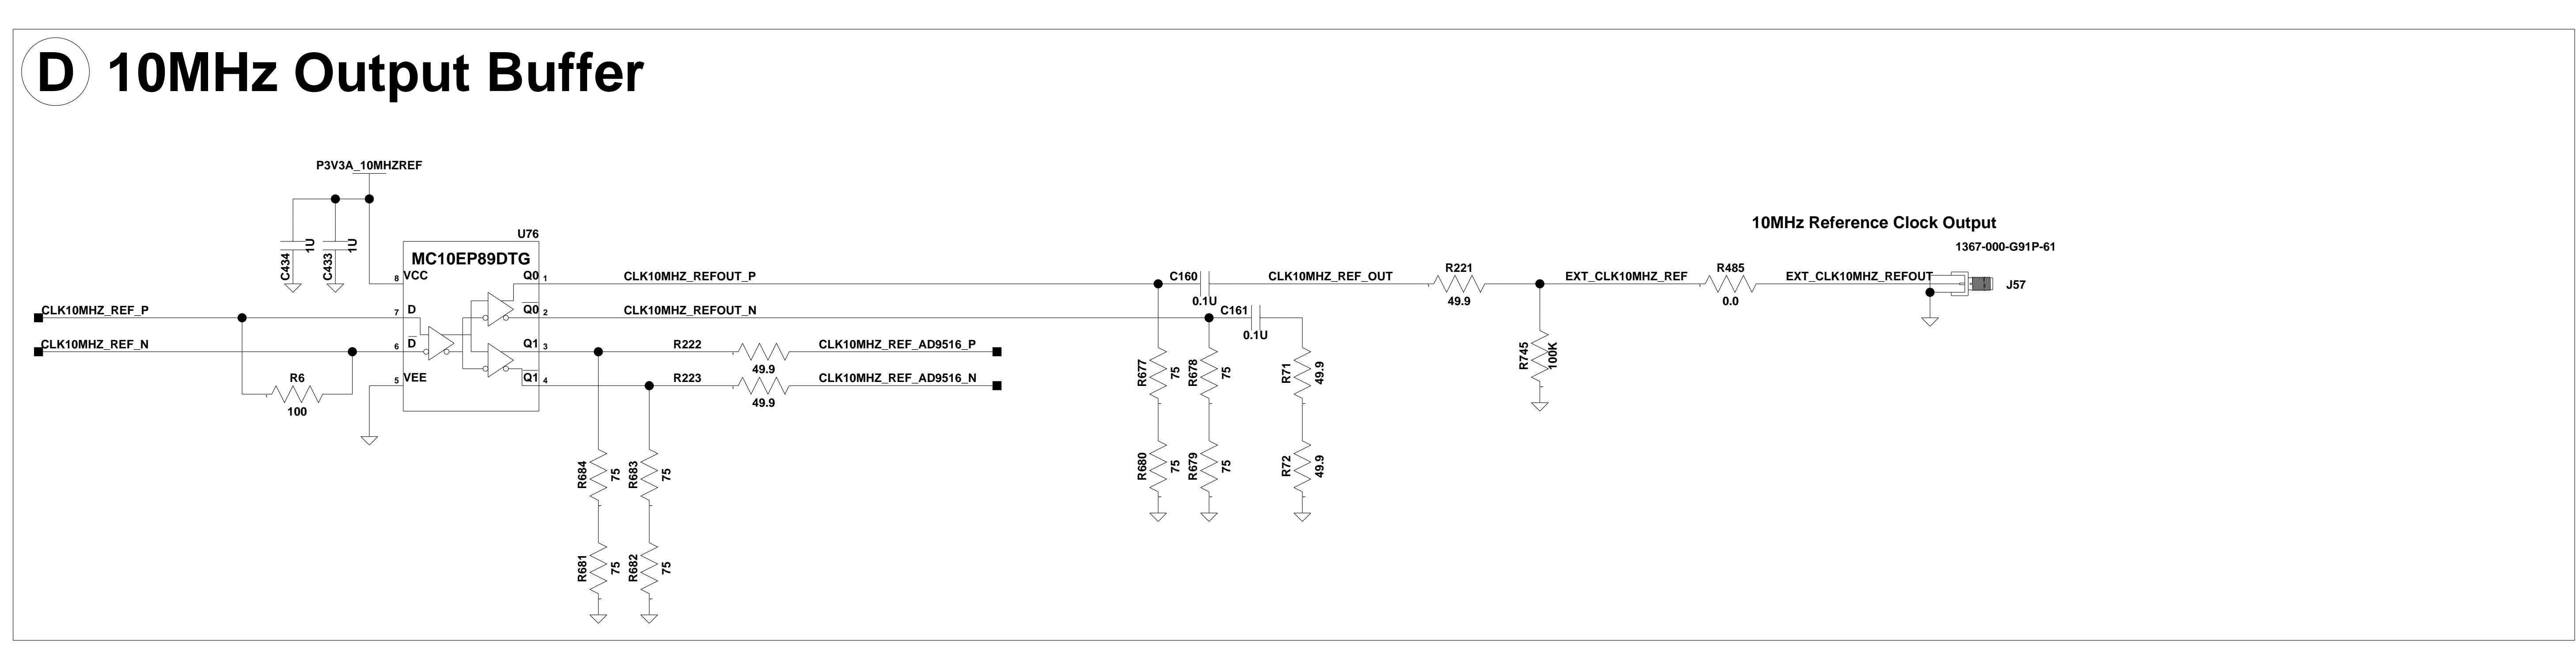 D 10MHz Output Buffer
P3V3A_10MHZREF
C434 1U
C433 1U
U76
MC10EP89DTG
8 VCC
Q0 1
7 D
Q0 2
6 D
Q1 3
5 VEE
Q1 4
CLK10MHZ_REF_P
CLK10MHZ_REF_N
R6
100
CLK10MHZ_REFOUT_P
CLK10MHZ_REFOUT_N
R222
49.9
CLK10MHZ_REF_AD9516_P
R223
49.9
CLK10MHZ_REF_AD9516_N
R684 75
R683 75
R681 75
R682 75
C160
0.1U
C161
0.1U
R677 75
R678 75
R71 49.9
R680 75
R679 75
R72 49.9
CLK10MHZ_REF_OUT
R221
49.9
EXT_CLK10MHZ_REF
R745 100K
R485
0.0
EXT_CLK10MHZ_REFOUT
10MHz Reference Clock Output
1367-000-G91P-61
J57